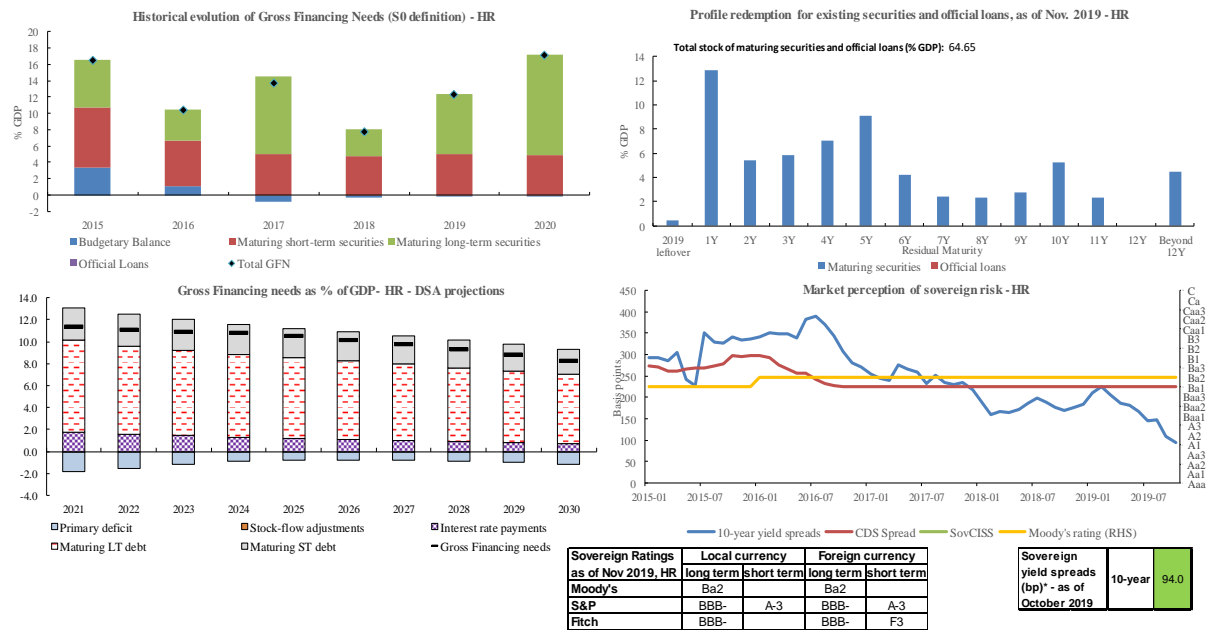 Historical evolution of Gross Financing Needs (S0 definition) - HR
% GDP
20
18
16
14
12
10
8
6
4
2
0
-2
2015 2016 2017 2018 2019 2020
Budgetary Balance Maturing short-term securities Maturing long-term securities
Official Loans Total GFN
Profile redemption for existing securities and official loans, as of Nov. 2019 - HR
Total stock of maturing securities and official loans (% GDP): 64.65
% GDP
14
12
10
8
6
4
2
0
2019 leftover 1Y 2Y 3Y 4Y 5Y 6Y 7Y 8Y 9Y 10Y 11Y 12Y Beyond 12Y
Residual Maturity
Maturing securities Official loans
Gross Financing needs as % of GDP- HR - DSA projections
14.0
12.0
10.0
8.0
6.0
4.0
2.0
0.0
-2.0
-4.0
2021 2022 2023 2024 2025 2026 2027 2028 2029 2030
Primary deficit Stock-flow adjustments Interest rate payments
Maturing LT debt Maturing ST debt Gross Financing needs
Market perception of sovereign risk - HR
Basis points
450
400
350
300
250
200
150
100
50
0
C
Ca
Caa3
Caa2
Caa1
B3
B2
B1
Ba3
Ba2
Ba1
Baa3
Baa2
Baa1
A3
A2
A1
Aa3
Aa2
Aa1
Aaa
2015-01 2015-07 2016-01 2016-07 2017-01 2017-07 2018-01 2018-07 2019-01 2019-07
10-year yield spreads CDS Spread SovCISS Moody's rating (RHS)
Sovereign Ratings Local currency Foreign currency
as of Nov 2019, HR long term short term long term short term
Moody's Ba2 Ba2
S&P BBB- A-3 BBB- A-3
Fitch BBB- BBB- F3
Sovereign
yield spreads 10-year 94.0
(bp)* - as of
October 2019